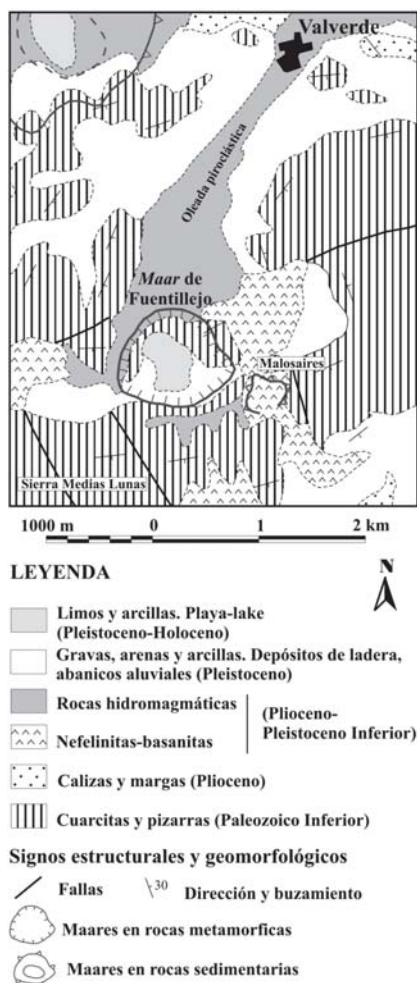 Valverde
Oleada piroclástica
Maar de
Fuentillejo
Malosaires
Sierra Medias Lunas
1000 m 0 1 2 km
LEYENDA
N
Limos y arcillas. Playa-lake
(Pleistoceno-Holoceno)
Gravas, arenas y arcillas. Depósitos de ladera,
abanicos aluviales (Pleistoceno)
Rocas hidromagmáticas
(Plioceno-
Pleistoceno Inferior)
Nefelinitas-basanitas
Calizas y margas (Plioceno)
Cuarcitas y pizarras (Paleozoico Inferior)
Signos estructurales y geomorfológicos
Fallas 30 Dirección y buzamiento
Maares en rocas metamorficas
Maares en rocas sedimentarias